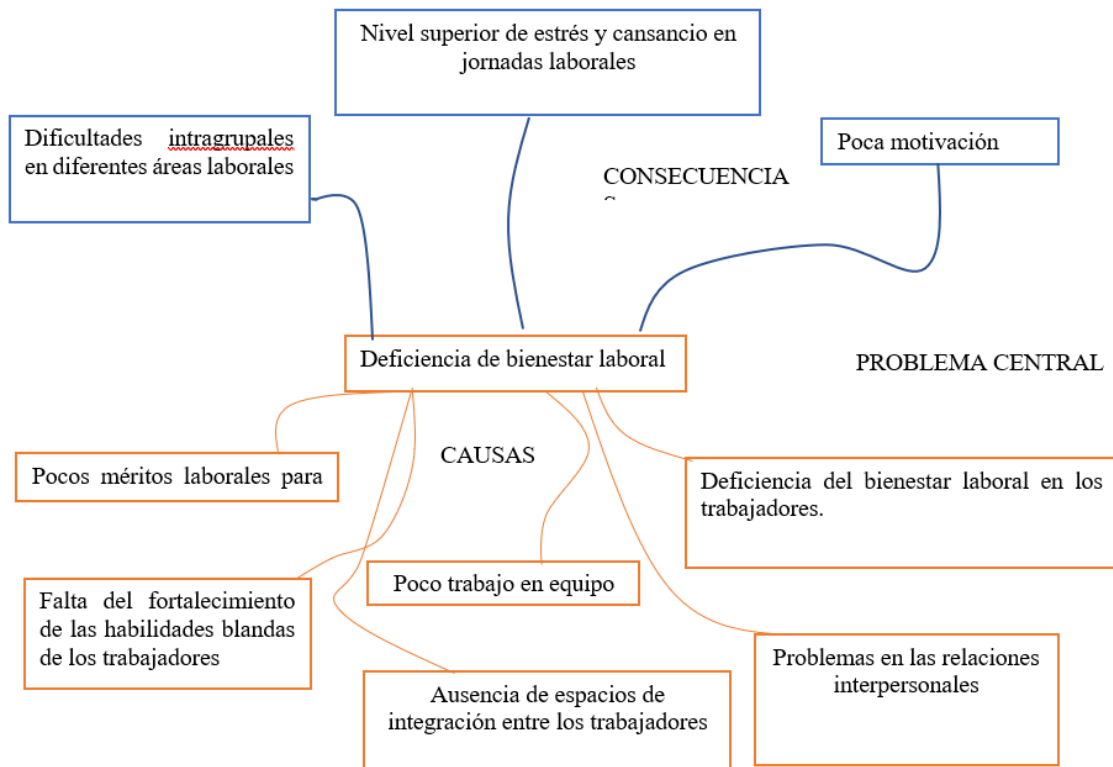 Nivel superior de estrés y cansancio en
jornadas laborales
Dificultades intragrupales
en diferentes áreas laborales
Poca motivación
CONSECUENCIA
Deficiencia de bienestar laboral
PROBLEMA CENTRAL
CAUSAS
Pocos méritos laborales para
Deficiencia del bienestar laboral en los
trabajadores.
Poco trabajo en equipo
Falta del fortalecimiento
de las habilidades blandas
de los trabajadores
Problemas en las relaciones
interpersonales
Ausencia de espacios de
integración entre los trabajadores